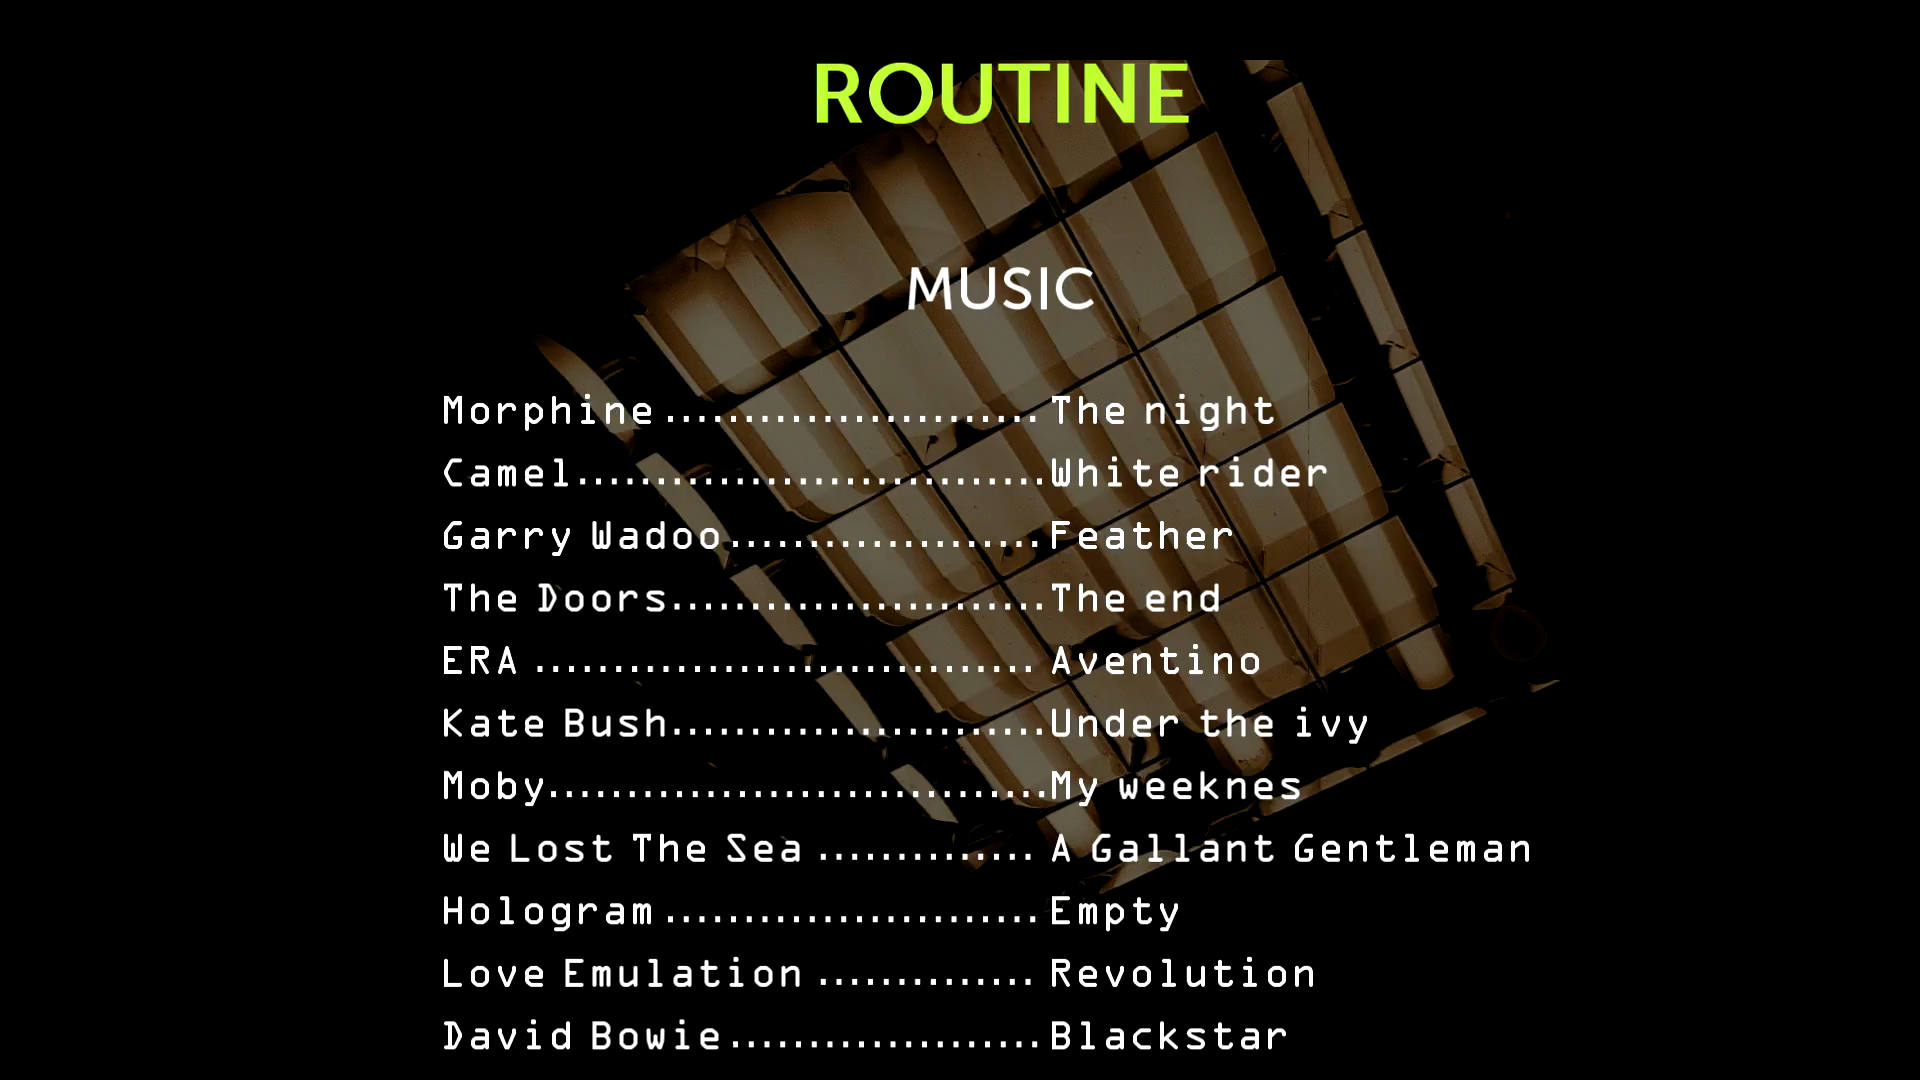 ROUTINE
MUSIC
Morphine ........................ The night
Camel..............................White rider
Garry Wadoo....................Feather
The Doors........................The end
ERA ................................ Aventino
Kate Bush........................Under the ivy
Moby................................My weeknes
We Lost The Sea .............. A Gallant Gentleman
Hologram ........................ Empty
Love Emulation .............. Revolution
David Bowie....................Blackstar